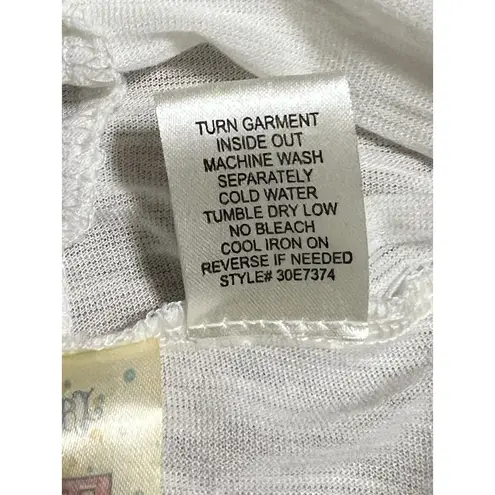 TURN GARMENT
INSIDE OUT
MACHINE WASH
SEPARATELY
COLD WATER
TUMBLE DRY LOW
NO BLEACH
COOL IRON ON
REVERSE IF NEEDED
STYLE# 30E7374